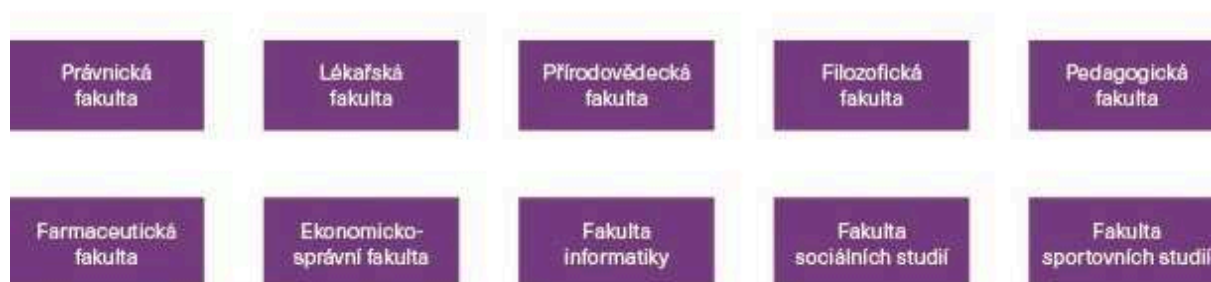 Právnická
fakulta
Lékařská
fakulta
Přírodovědecká
fakulta
Filozofická
fakulta
Pedagogická
fakulta
Farmaceutická
fakulta
Ekonomicko-
správní fakulta
Fakulta
informatiky
Fakulta
sociálních studií
Fakulta
sportovních studií